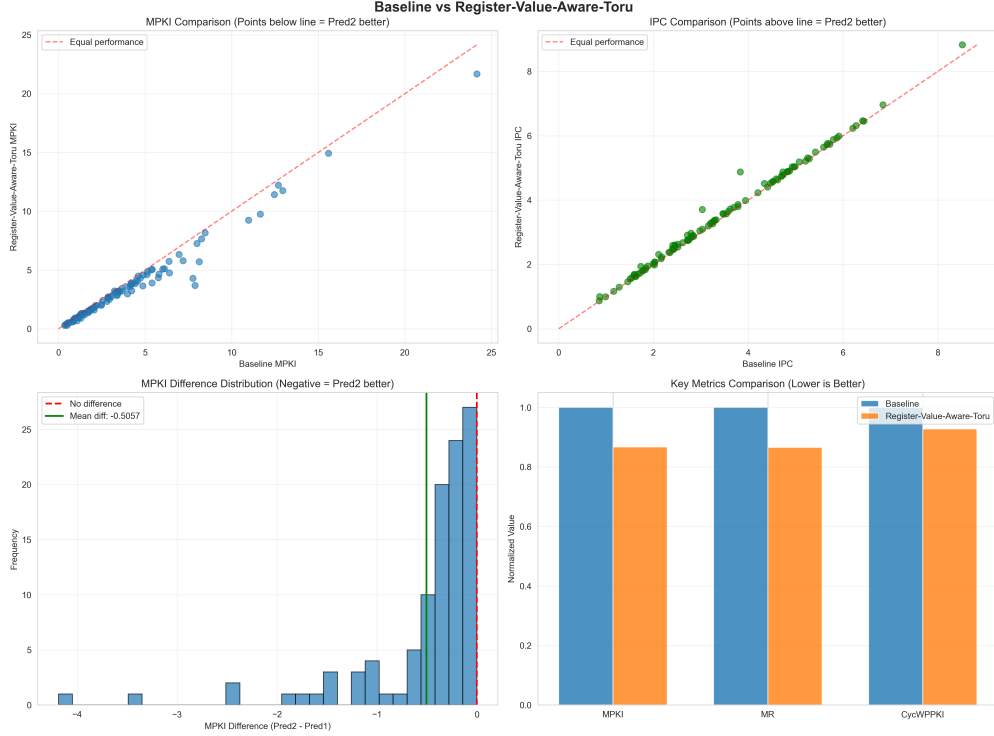 Baseline vs Register-Value-Aware-Toru
MPKI Comparison (Points below line = Pred2 better)
Equal performance
25
20
15
10
5
0
Register-Value-Aware-Toru MPKI
0
5
10
15
20
25
Baseline MPKI
IPC Comparison (Points above line = Pred2 better)
Equal performance
8
6
4
2
0
Register-Value-Aware-Toru IPC
0
2
4
6
8
Baseline IPC
MPKI Difference Distribution (Negative = Pred2 better)
No difference
Mean diff: -0.5057
25
20
15
10
5
0
Frequency
−4
−3
−2
−1
0
MPKI Difference (Pred2 - Pred1)
Key Metrics Comparison (Lower is Better)
Baseline
Register-Value-Aware-Toru
1.0
0.8
0.6
0.4
0.2
0.0
Normalized Value
MPKI
MR
CycWPPKI